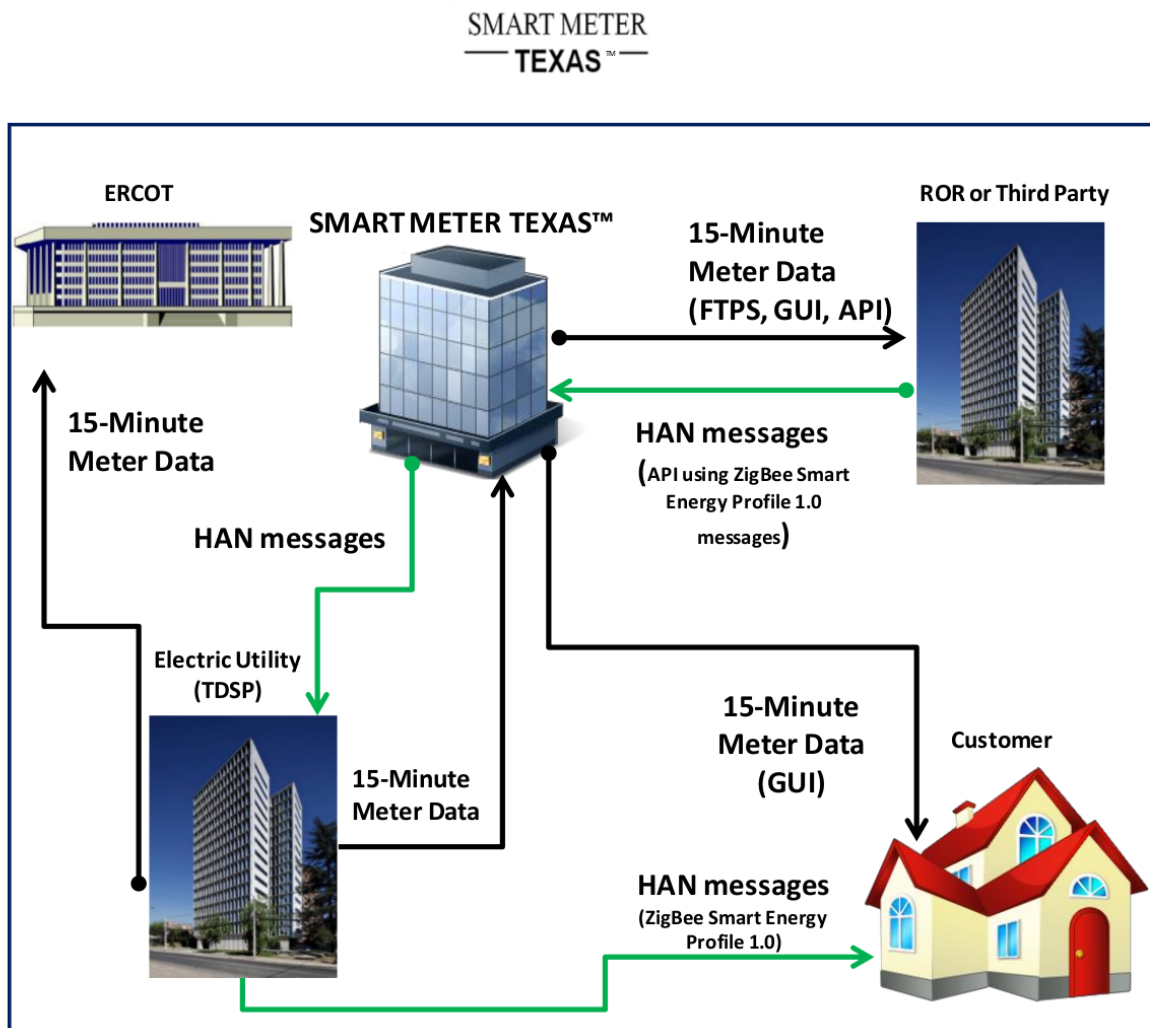 SMART METER
TEXAS™
ERCOT
SMART METER TEXAS™
ROR or Third Party
15-Minute
Meter Data
(FTPS, GUI, API)
15-Minute
Meter Data
HAN messages
(API using ZigBee Smart
Energy Profile 1.0
messages)
HAN messages
Electric Utility
(TDSP)
15-Minute
Meter Data
15-Minute
Meter Data
(GUI)
Customer
HAN messages
(ZigBee Smart Energy
Profile 1.0)